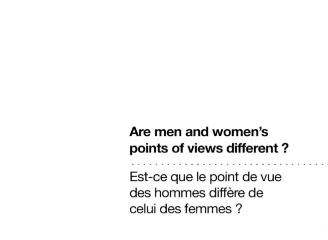 Are men and women's
points of views different ?
Est-ce que le point de vue
des hommes diffère de
celui des femmes ?